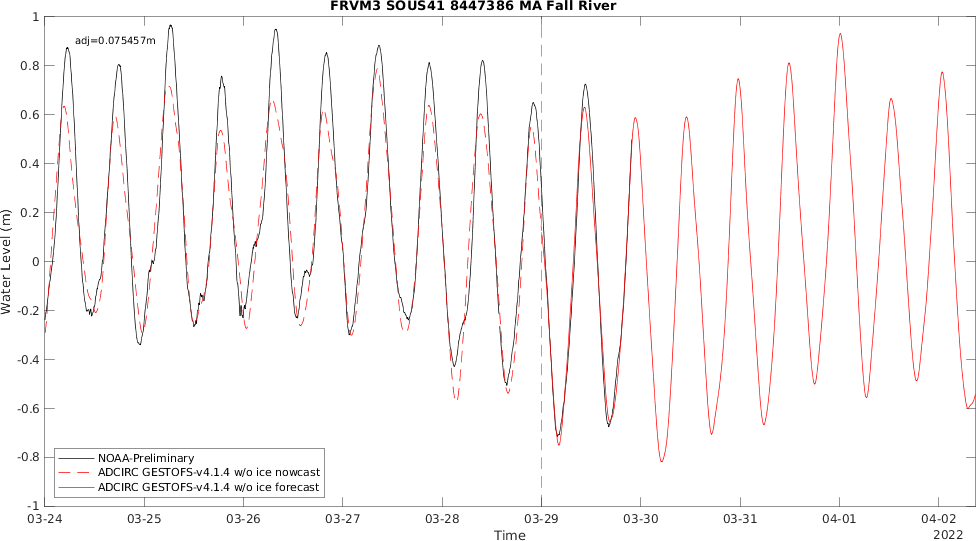 FRVM3 SOUS41 8447386 MA Fall River
adj=0.075457m
1
0.8
0.6
0.4
0.2
0
-0.2
-0.4
-0.6
-0.8
-1
Water Level (m)
NOAA-Preliminary
ADCIRC GESTOFS-v4.1.4 w/o ice nowcast
ADCIRC GESTOFS-v4.1.4 w/o ice forecast
03-24 03-25 03-26 03-27 03-28 03-29 03-30 03-31 04-01 04-02
Time
2022